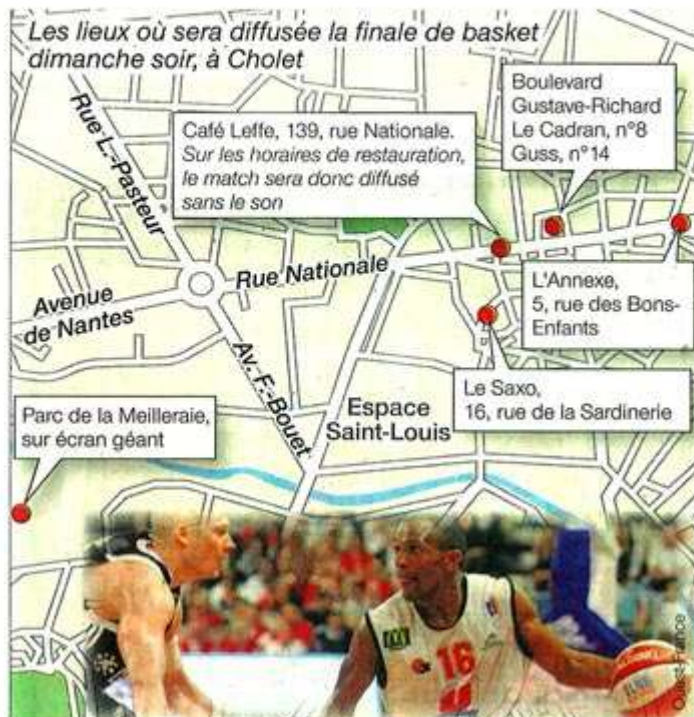 Les lieux où sera diffusée la finale de basket
dimanche soir, à Cholet
Boulevard
Gustave-Richard
Le Cadran, n°8
Guss, n°14
Café Leffe, 139, rue Nationale.
Sur les horaires de restauration,
le match sera donc diffusé
sans le son
Rue L.-Pasteur
Rue Nationale
Avenue
de Nantes
Av. F.-Bouet
L'Annexe,
5, rue des Bons-
Enfants
Le Saxo,
16, rue de la Sardinerie
Espace
Saint-Louis
Parc de la Meilleraie,
sur écran géant
16
Ouest-France